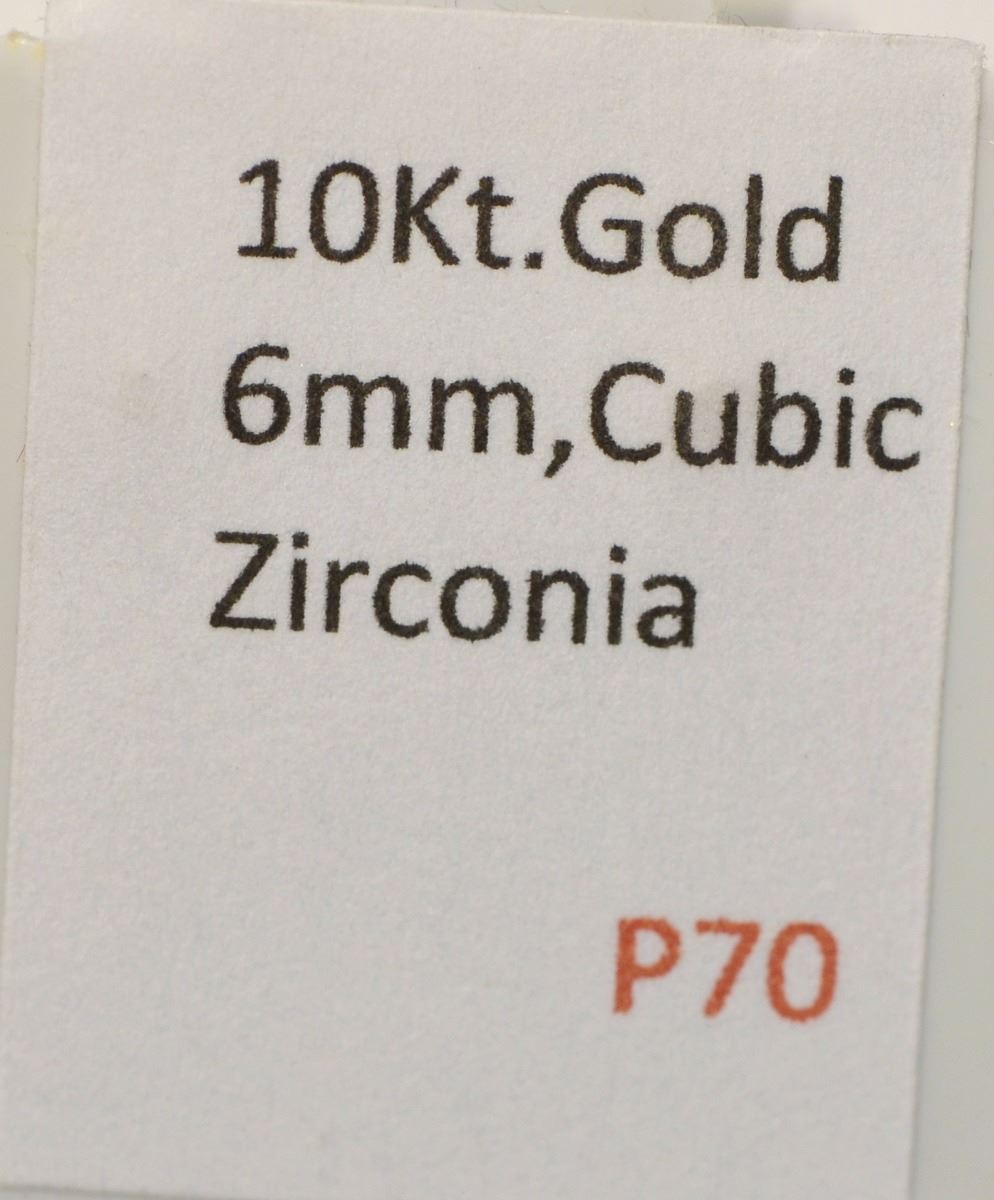 10Kt.Gold
6mm,Cubic
Zirconia
P70